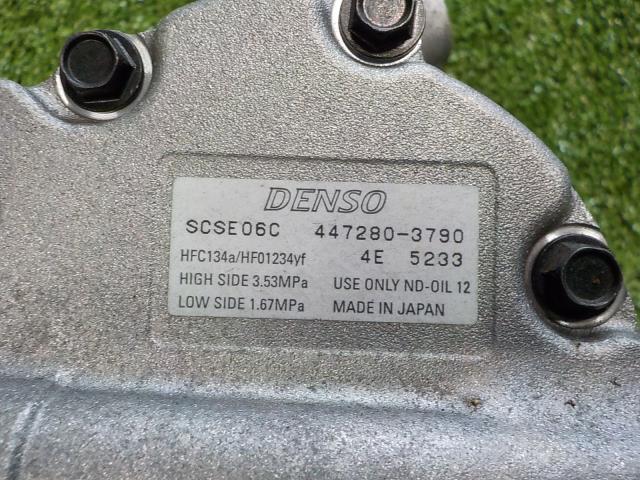 DENSO
SCSE06C 447280-3790
HFC134a/HFO1234yf 4E 5233
HIGH SIDE 3.53MPa USE ONLY ND-OIL 12
LOW SIDE 1.67MPa MADE IN JAPAN